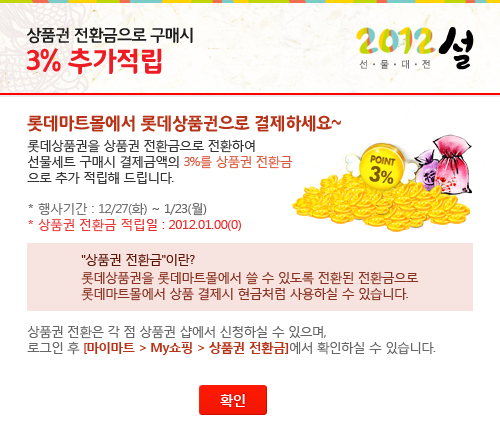 상품권 전환금으로 구매시
3% 추가적립
2012 설
선·물·대·전
롯데마트몰에서 롯데상품권으로 결제하세요~
롯데상품권을 상품권 전환금으로 전환하여
선물세트 구매시 결제금액의 3%를 상품권 전환금
으로 추가 적립해 드립니다.
POINT
3%
* 행사기간 : 12/27(화) ~ 1/23(월)
* 상품권 전환금 적립일 : 2012.01.00(0)
"상품권 전환금"이란?
롯데상품권을 롯데마트몰에서 쓸 수 있도록 전환된 전환금으로
롯데마트몰에서 상품 결제시 현금처럼 사용하실 수 있습니다.
상품권 전환은 각 점 상품권 샵에서 신청하실 수 있으며,
로그인 후 [마이마트 > My쇼핑 > 상품권 전환금]에서 확인하실 수 있습니다.
확인